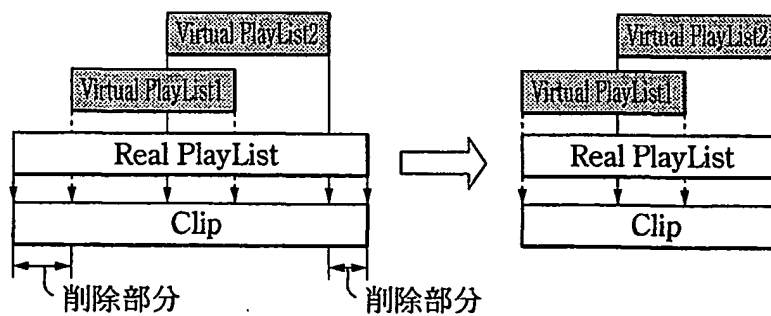 Virtual PlayList2
Virtual PlayList1
Real PlayList
Clip
削除部分
削除部分
Virtual PlayList2
Virtual PlayList1
Real PlayList
Clip